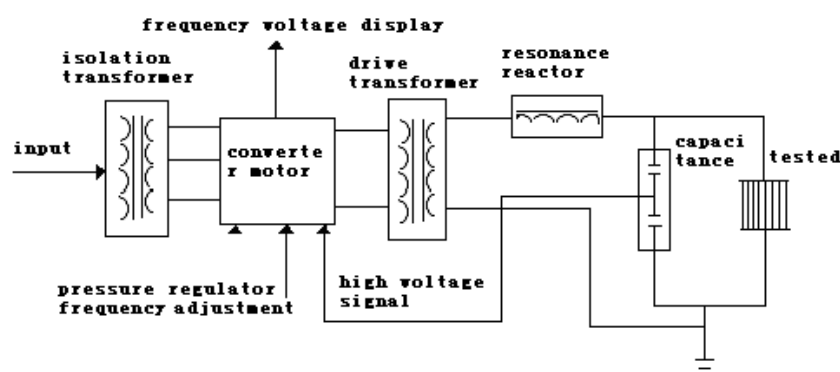 frequency voltage display
isolation
transformer
drive
transformer
resonance
reactor
input
converte
r motor
capaci
tance
tested
pressure regulator
frequency adjustment
high voltage
signal